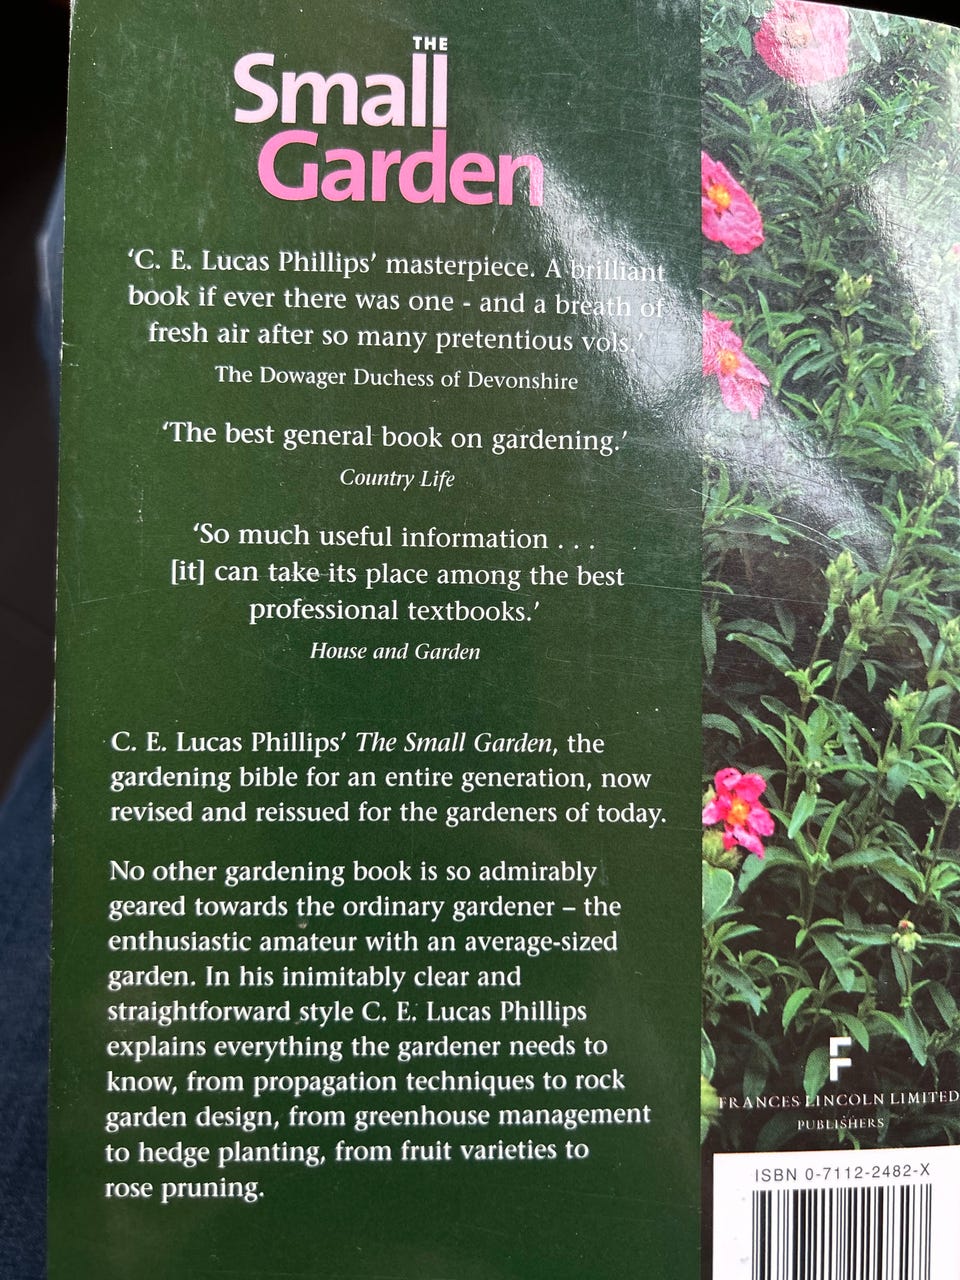 THE
Small
Garden
‘C. E. Lucas Phillips’ masterpiece. A brilliant
book if ever there was one - and a breath of
fresh air after so many pretentious vols.’
The Dowager Duchess of Devonshire
‘The best general book on gardening.’
Country Life
‘So much useful information . . .
[it] can take its place among the best
professional textbooks.’
House and Garden
C. E. Lucas Phillips’ The Small Garden, the
gardening bible for an entire generation, now
revised and reissued for the gardeners of today.
No other gardening book is so admirably
geared towards the ordinary gardener – the
enthusiastic amateur with an average-sized
garden. In his inimitably clear and
straightforward style C. E. Lucas Phillips
explains everything the gardener needs to
know, from propagation techniques to rock
garden design, from greenhouse management
to hedge planting, from fruit varieties to
rose pruning.
F
FRANCES LINCOLN LIMITED
PUBLISHERS
ISBN 0-7112-2482-X